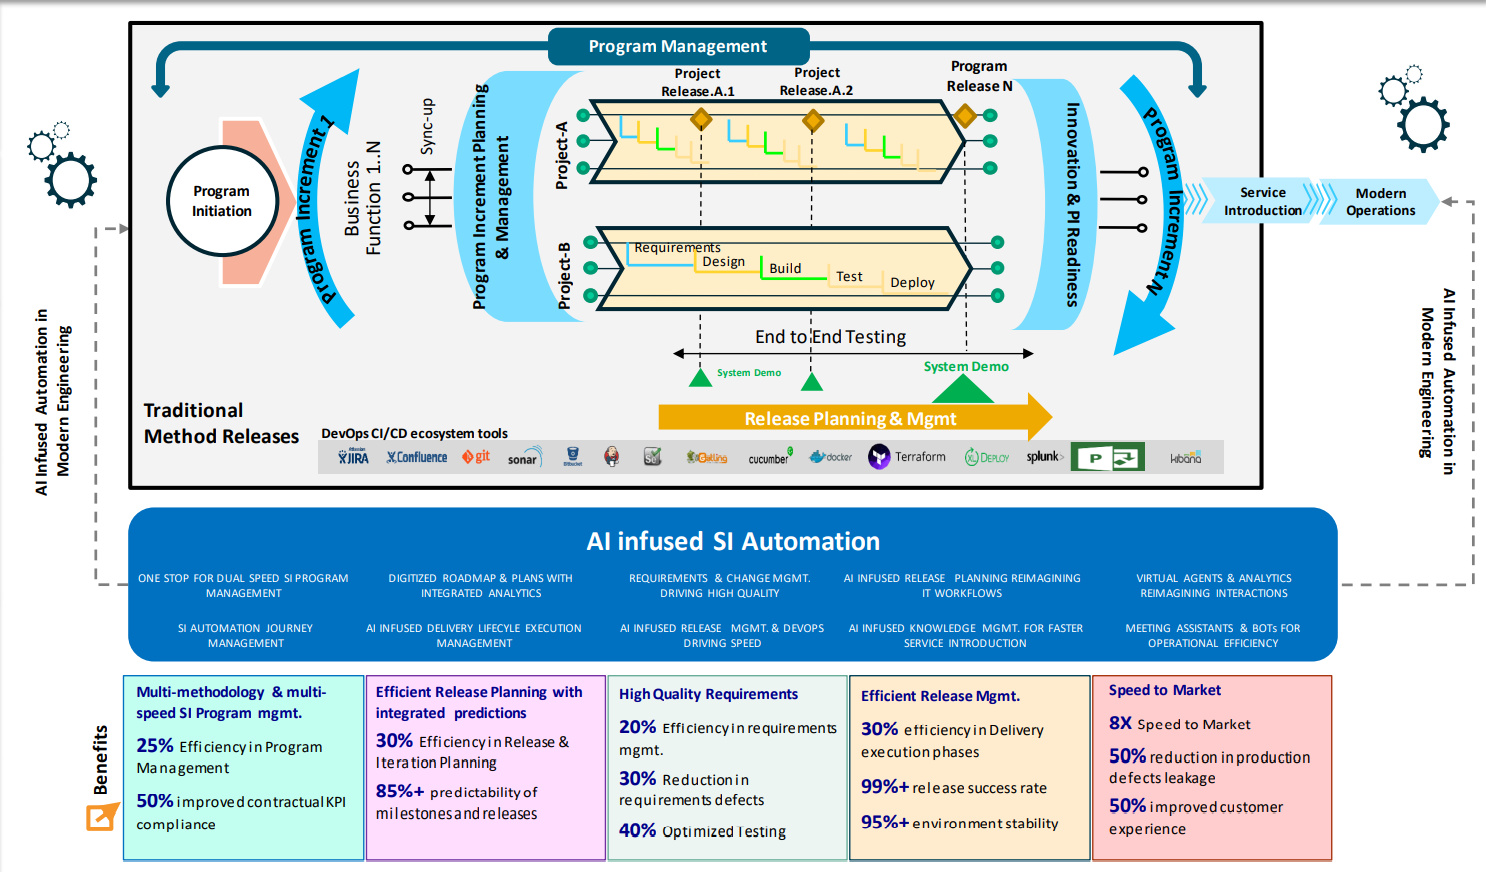 Program Management
Project
Release.A.1
Project
Release.A.2
Program
Release N
Program
Initiation
Program Increment 1
Business
Function 1..N
Sync-up
Program Increment Planning
& Management
Project-A
Project-B
Requirements
Design
Build
Test
Deploy
Innovation & PI Readiness
Program Increment N
Service
Introduction
Modern
Operations
AI Infused Automation in
Modern Engineering
AI Infused Automation in
Modern Engineering
End to End Testing
System Demo
System Demo
Release Planning & Mgmt
Traditional
Method Releases
DevOps CI/CD ecosystem tools
JIRA
Confluence
git
sonar
Bitbucket
Se
cucumber
docker
Terraform
XL DEPLOY
splunk>
P
kibana
AI infused SI Automation
ONE STOP FOR DUAL SPEED SI PROGRAM
MANAGEMENT
DIGITIZED ROADMAP & PLANS WITH
INTEGRATED ANALYTICS
REQUIREMENTS & CHANGE MGMT.
DRIVING HIGH QUALITY
AI INFUSED RELEASE PLANNING REIMAGINING
IT WORKFLOWS
VIRTUAL AGENTS & ANALYTICS
REIMAGINING INTERACTIONS
SI AUTOMATION JOURNEY
MANAGEMENT
AI INFUSED DELIVERY LIFECYLE EXECUTION
MANAGEMENT
AI INFUSED RELEASE MGMT. & DEVOPS
DRIVING SPEED
AI INFUSED KNOWLEDGE MGMT. FOR FASTER
SERVICE INTRODUCTION
MEETING ASSISTANTS & BOTs FOR
OPERATIONAL EFFICIENCY
Benefits
Multi-methodology & multi-
speed SI Program mgmt.
25% Efficiency in Program
Management
50% improved contractual KPI
compliance
Efficient Release Planning with
integrated predictions
30% Efficiency in Release &
Iteration Planning
85%+ predictability of
milestones and releases
High Quality Requirements
20% Efficiency in requirements
mgmt.
30% Reduction in
requirements defects
40% Optimized Testing
Efficient Release Mgmt.
30% efficiency in Delivery
execution phases
99%+ release success rate
95%+ environment stability
Speed to Market
8X Speed to Market
50% reduction in production
defects leakage
50% improved customer
experience